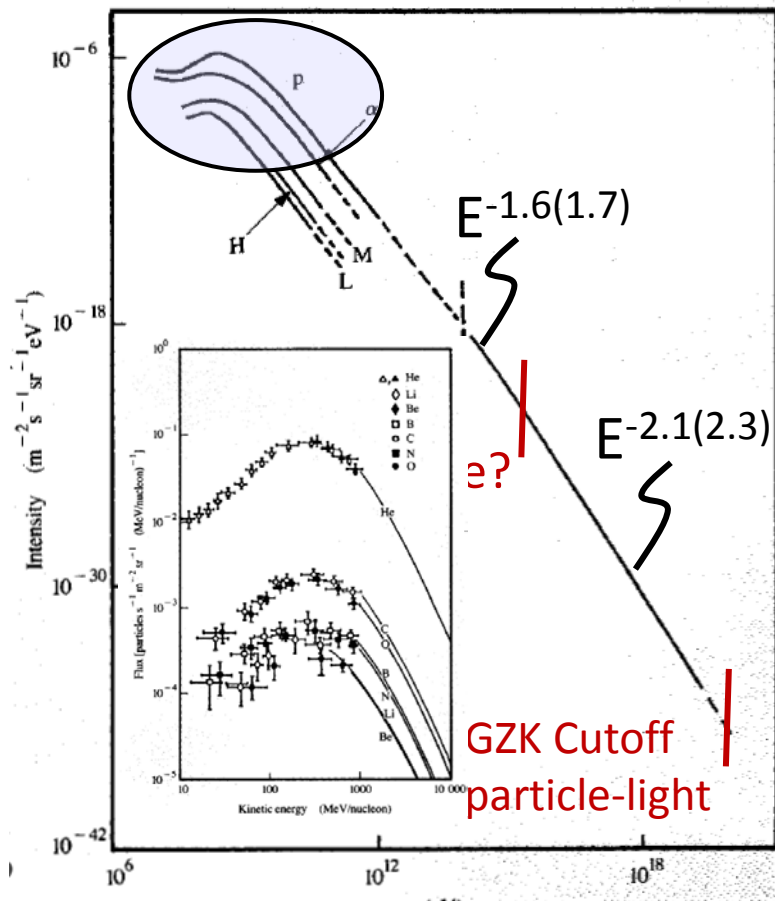 10⁻⁶
p
α
E-1.6(1.7)
H
M
L
10⁻¹⁸
Intensity (m⁻² s⁻¹ sr⁻¹ eV⁻¹)
10⁰
He
Li
Be
B
C
N
O
10⁻¹
E-2.1(2.3)
e?
He
10⁻²
10⁻³⁰
Flux [particles s⁻¹ m⁻² sr⁻¹ (MeV/nucleon)⁻¹]
10⁻³
C
O
B
N
Li
Be
10⁻⁴
GZK Cutoff
particle-light
10⁻⁵
10 100 1000 10 000
Kinetic energy (MeV/nucleon)
10⁻⁴²
10⁶ 10¹² 10¹⁸